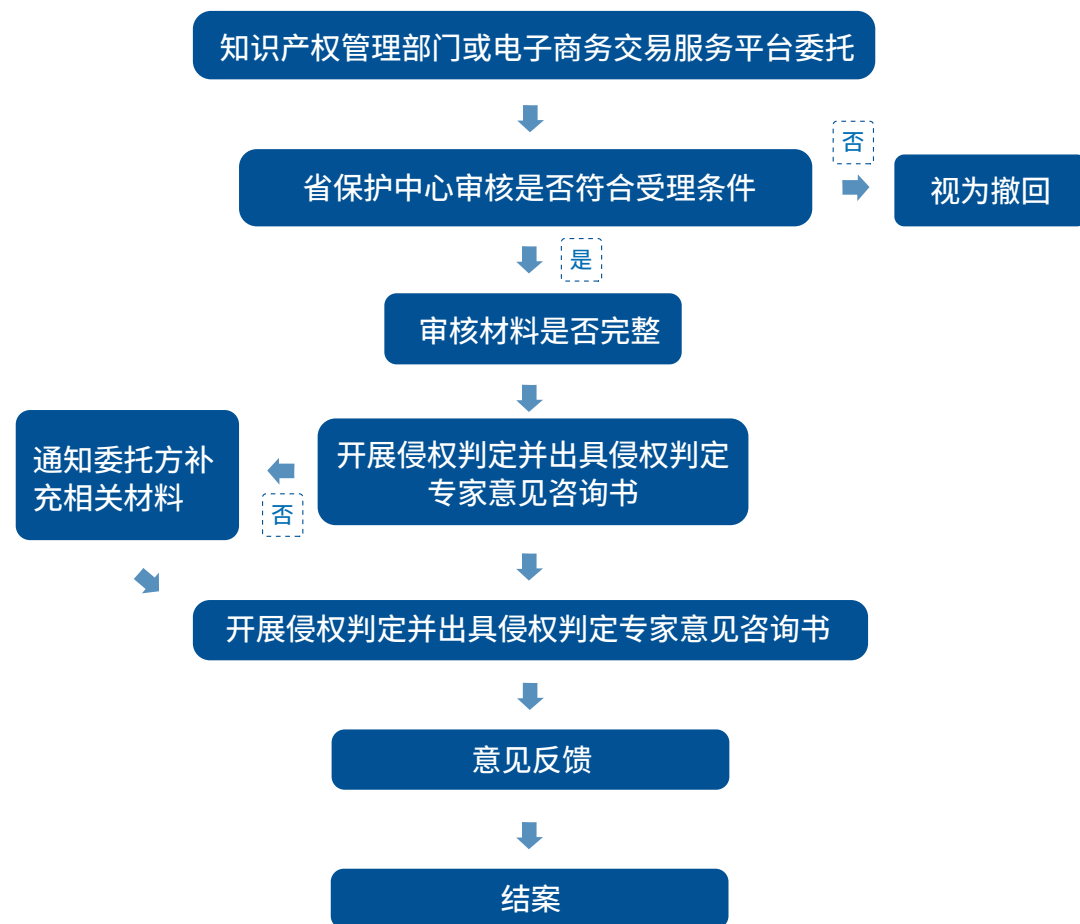 知识产权管理部门或电子商务交易服务平台委托
否
省保护中心审核是否符合受理条件
视为撤回
是
审核材料是否完整
通知委托方补
充相关材料
开展侵权判定并出具侵权判定
专家意见咨询书
否
开展侵权判定并出具侵权判定专家意见咨询书
意见反馈
结案